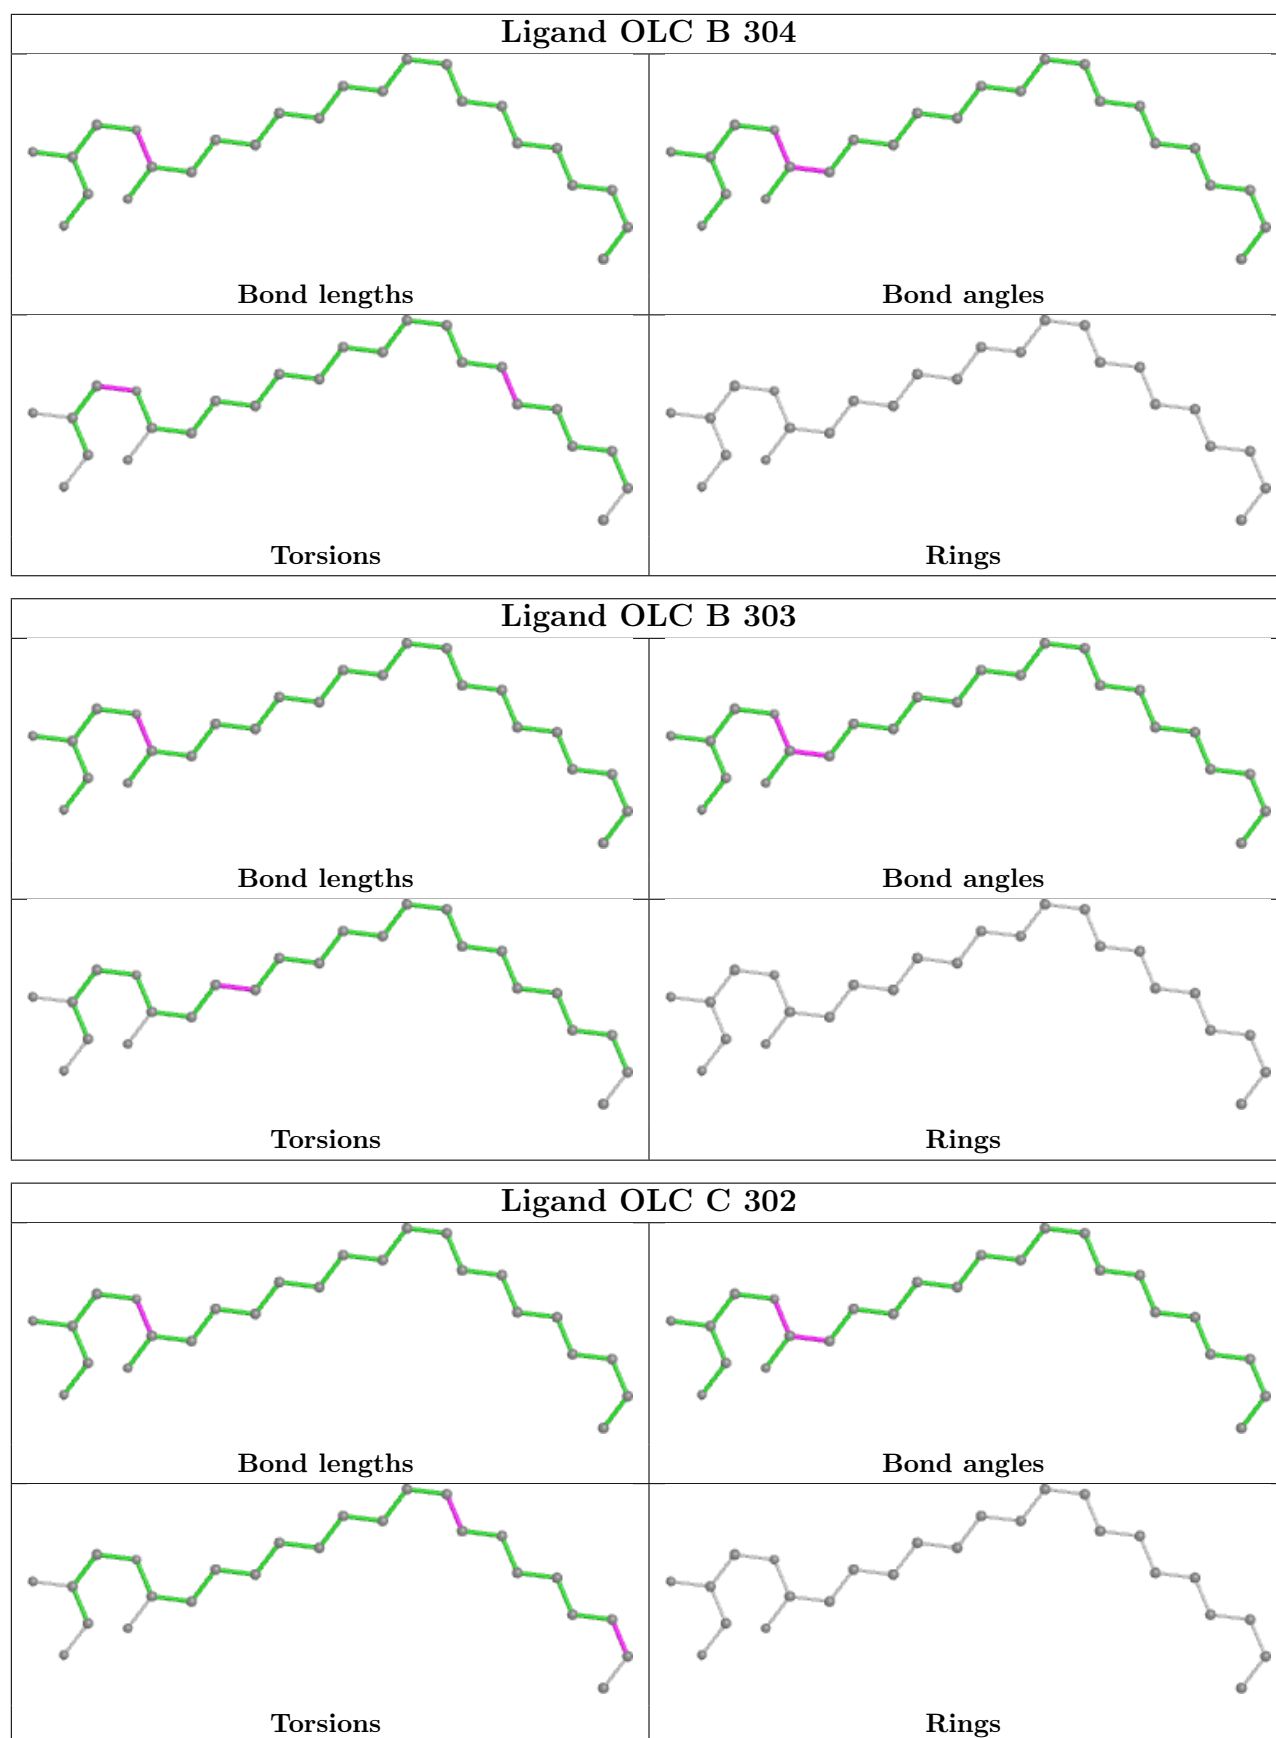 Ligand OLC B 304
Bond lengths
Bond angles
Torsions
Rings
Ligand OLC B 303
Bond lengths
Bond angles
Torsions
Rings
Ligand OLC C 302
Bond lengths
Bond angles
Torsions
Rings